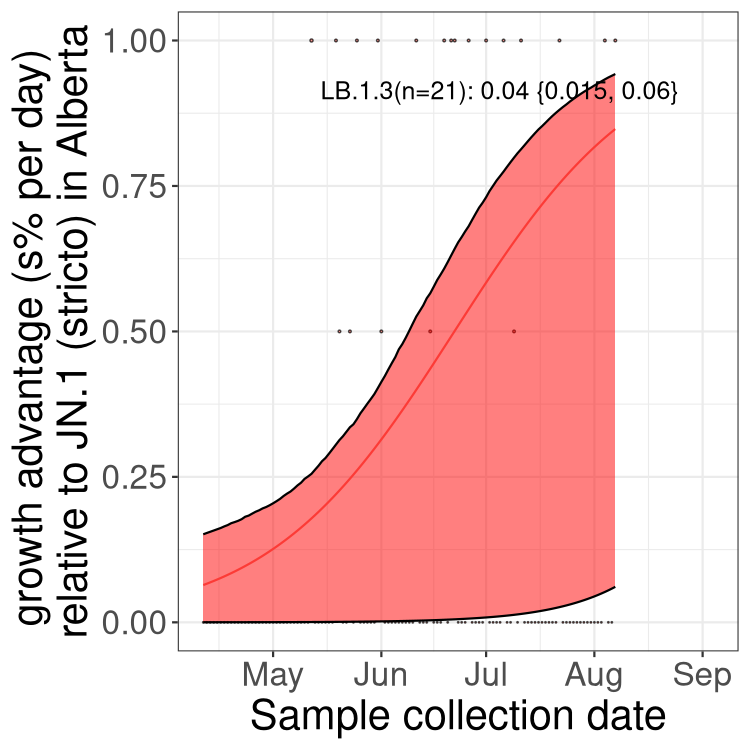 growth advantage (s% per day)
relative to JN.1 (stricto) in Alberta
1.00
0.75
0.50
0.25
0.00
LB.1.3(n=21): 0.04 {0.015, 0.06}
May Jun Jul Aug Sep
Sample collection date